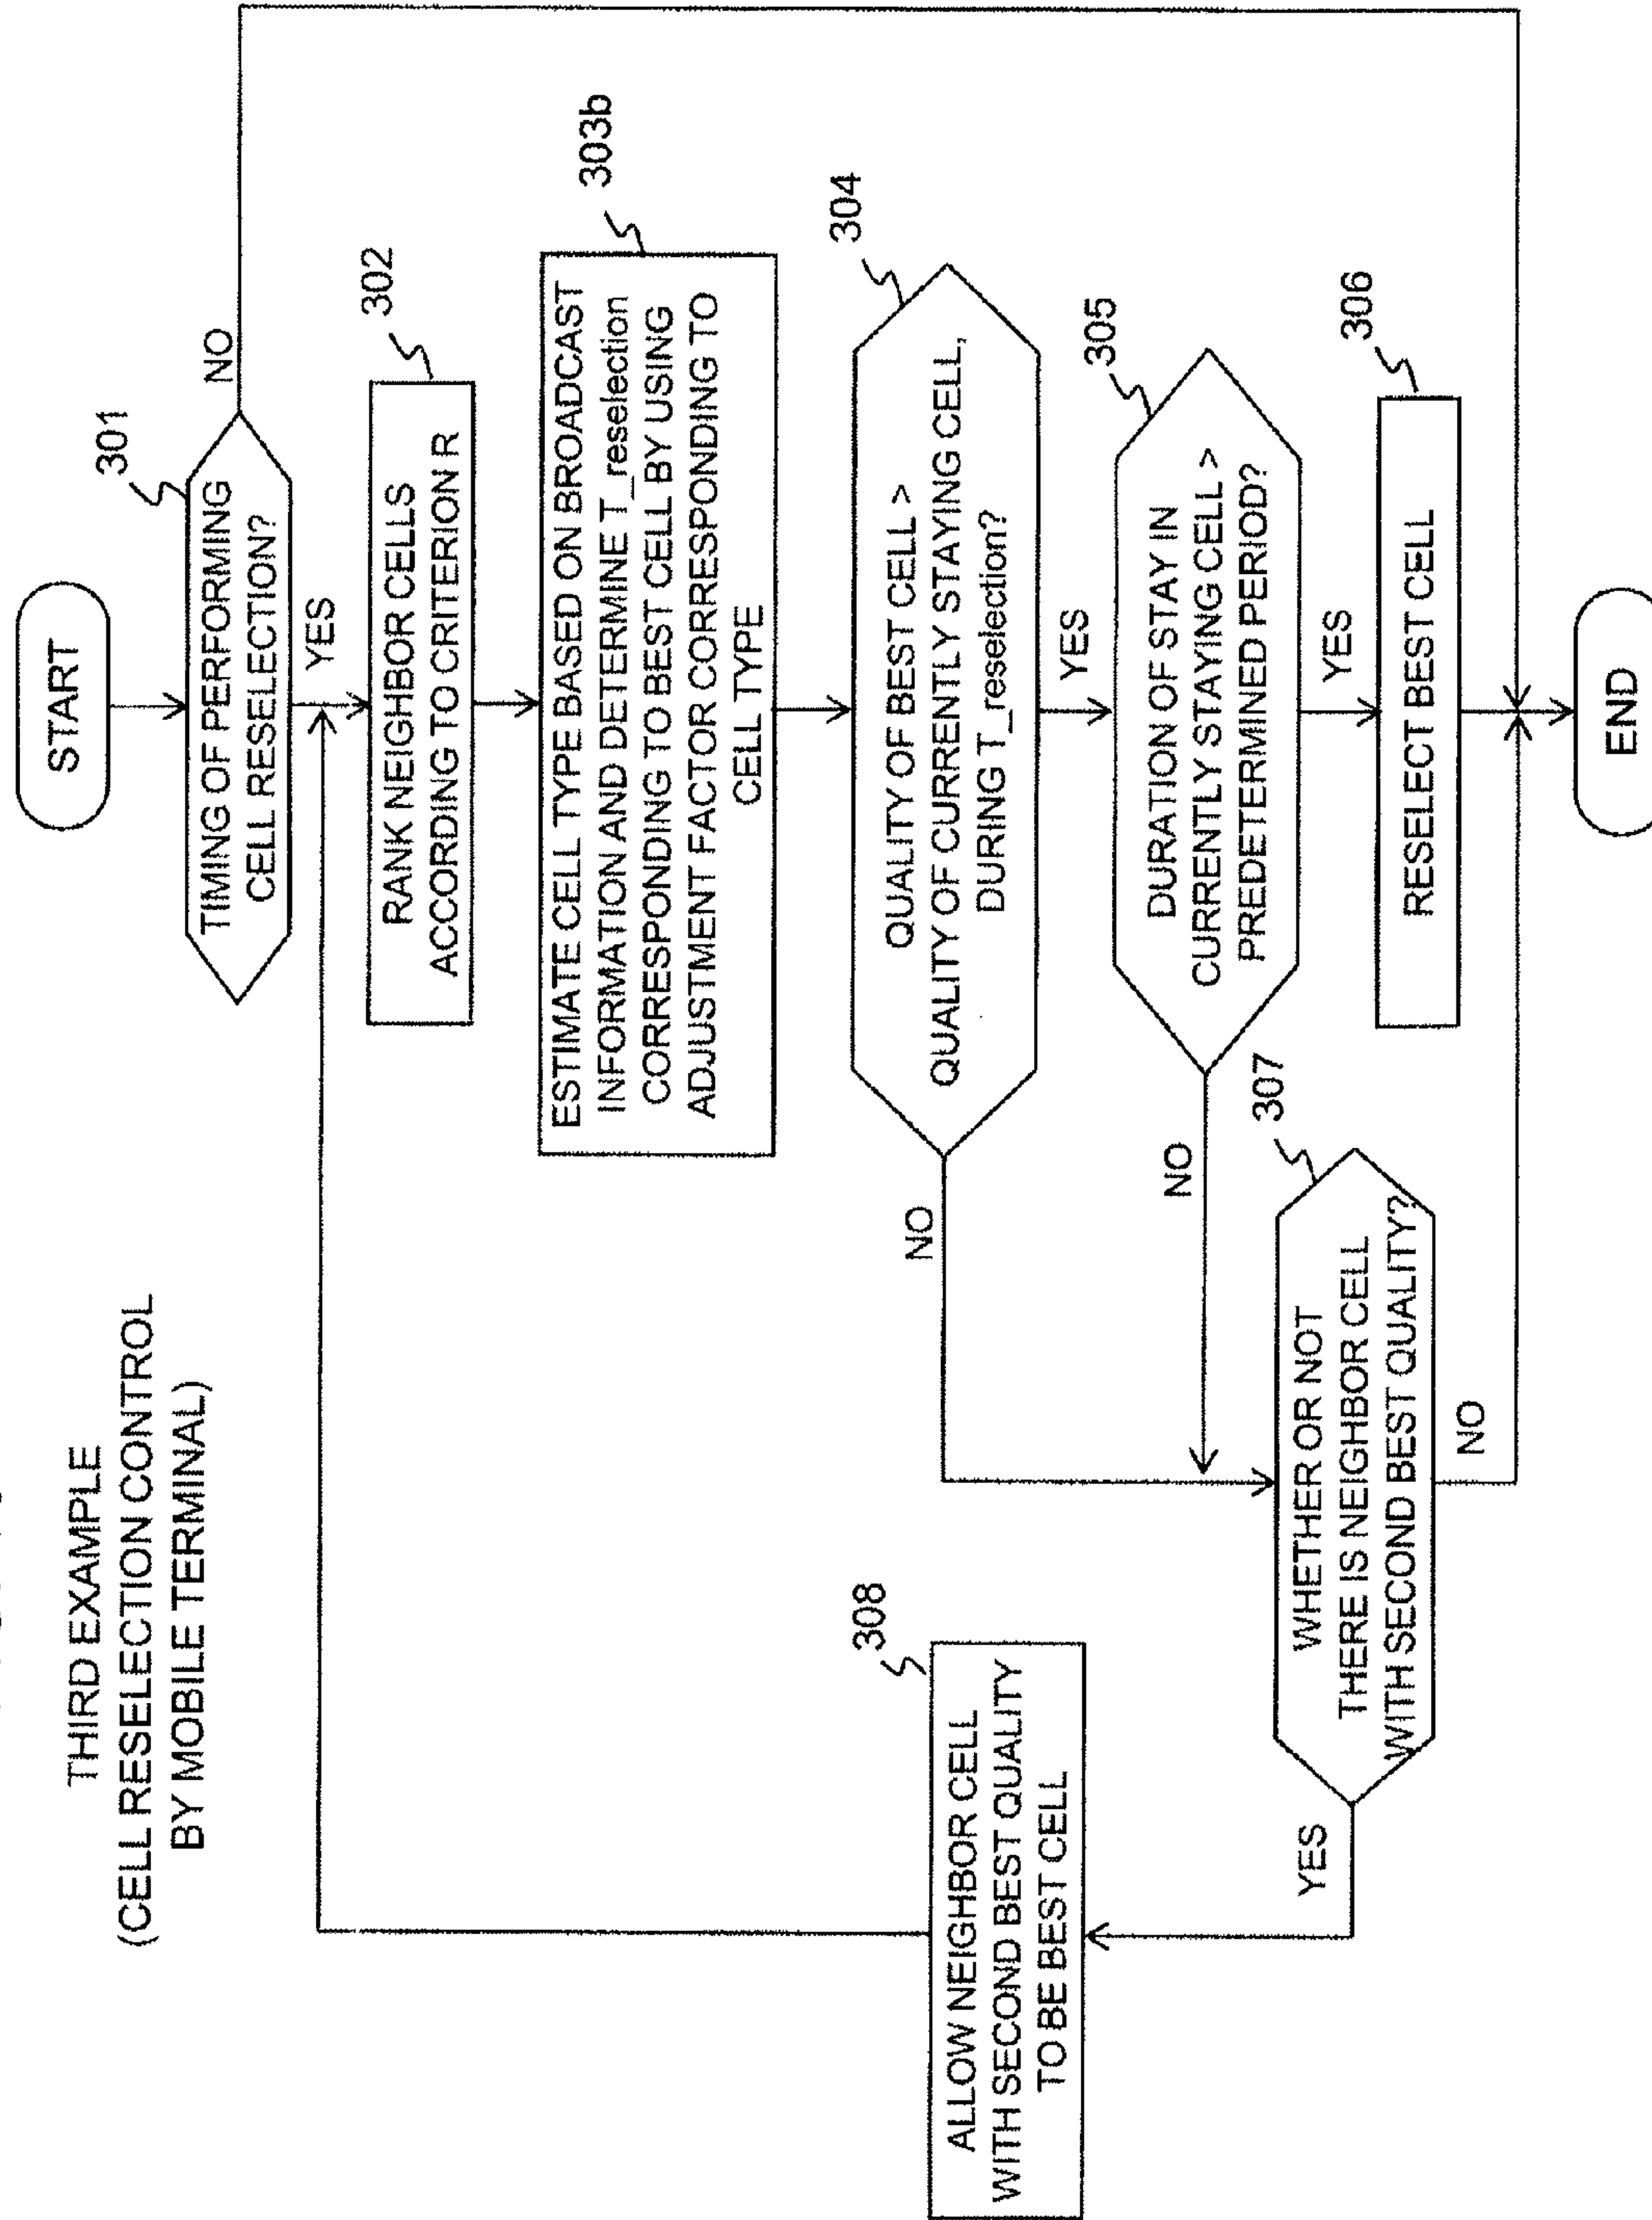 THIRD EXAMPLE
(CELL RESELECTION CONTROL
BY MOBILE TERMINAL)
START
301
TIMING OF PERFORMING
CELL RESELECTION?
NO
YES
302
RANK NEIGHBOR CELLS
ACCORDING TO CRITERION R
303b
ESTIMATE CELL TYPE BASED ON BROADCAST
INFORMATION AND DETERMINE T_reselection
CORRESPONDING TO BEST CELL BY USING
ADJUSTMENT FACTOR CORRESPONDING TO
CELL TYPE
304
QUALITY OF BEST CELL >
QUALITY OF CURRENTLY STAYING CELL,
DURING T_reselection?
NO
YES
305
DURATION OF STAY IN
CURRENTLY STAYING CELL >
PREDETERMINED PERIOD?
NO
YES
306
RESELECT BEST CELL
307
WHETHER OR NOT
THERE IS NEIGHBOR CELL
WITH SECOND BEST QUALITY?
NO
YES
308
ALLOW NEIGHBOR CELL
WITH SECOND BEST QUALITY
TO BE BEST CELL
END